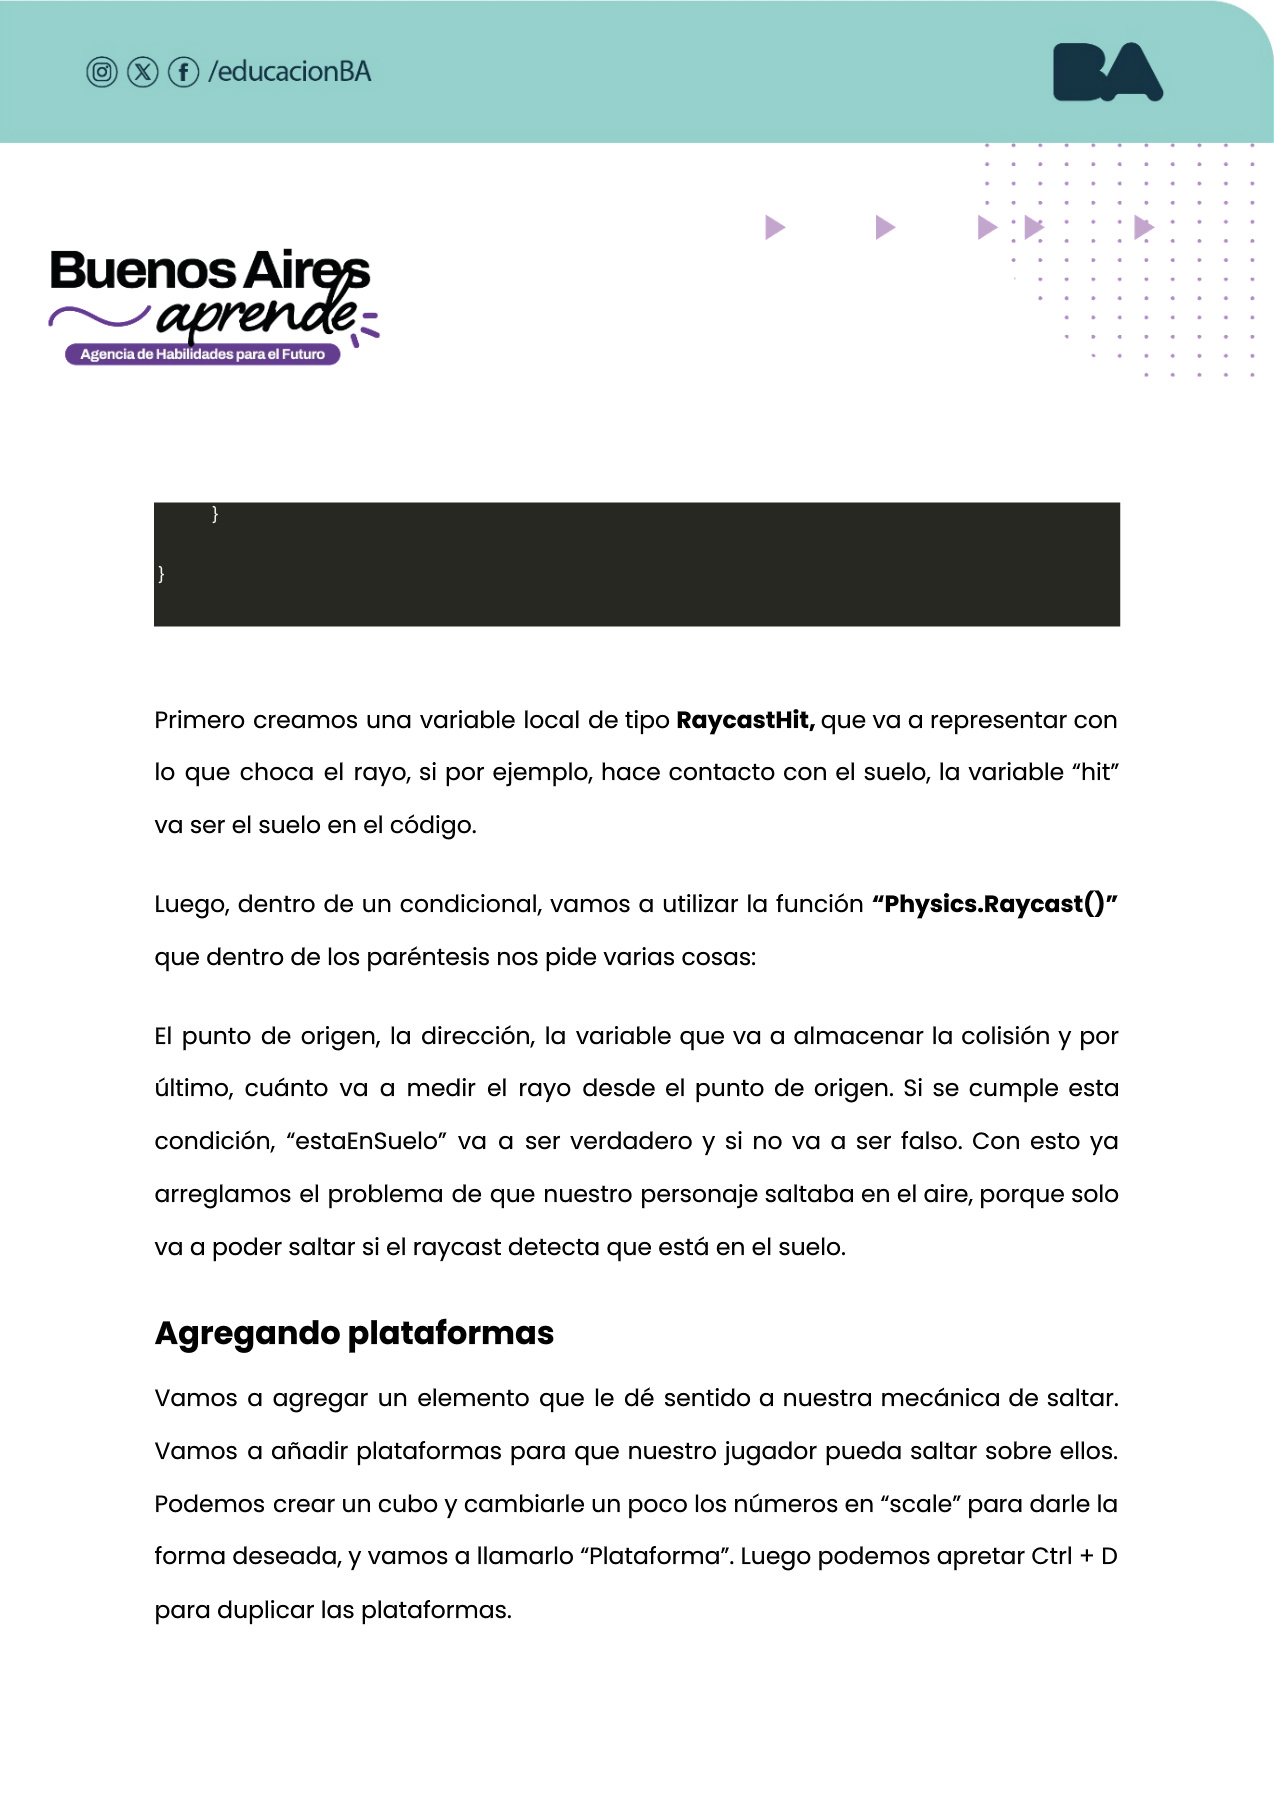 /educacionBA
BA
Buenos Aires
aprende
Agencia de Habilidades para el Futuro
}
}
Primero creamos una variable local de tipo RaycastHit, que va a representar con
lo que choca el rayo, si por ejemplo, hace contacto con el suelo, la variable “hit”
va ser el suelo en el código.
Luego, dentro de un condicional, vamos a utilizar la función “Physics.Raycast()”
que dentro de los paréntesis nos pide varias cosas:
El punto de origen, la dirección, la variable que va a almacenar la colisión y por
último, cuánto va a medir el rayo desde el punto de origen. Si se cumple esta
condición, “estaEnSuelo” va a ser verdadero y si no va a ser falso. Con esto ya
arreglamos el problema de que nuestro personaje saltaba en el aire, porque solo
va a poder saltar si el raycast detecta que está en el suelo.
Agregando plataformas
Vamos a agregar un elemento que le dé sentido a nuestra mecánica de saltar.
Vamos a añadir plataformas para que nuestro jugador pueda saltar sobre ellos.
Podemos crear un cubo y cambiarle un poco los números en “scale” para darle la
forma deseada, y vamos a llamarlo “Plataforma”. Luego podemos apretar Ctrl + D
para duplicar las plataformas.